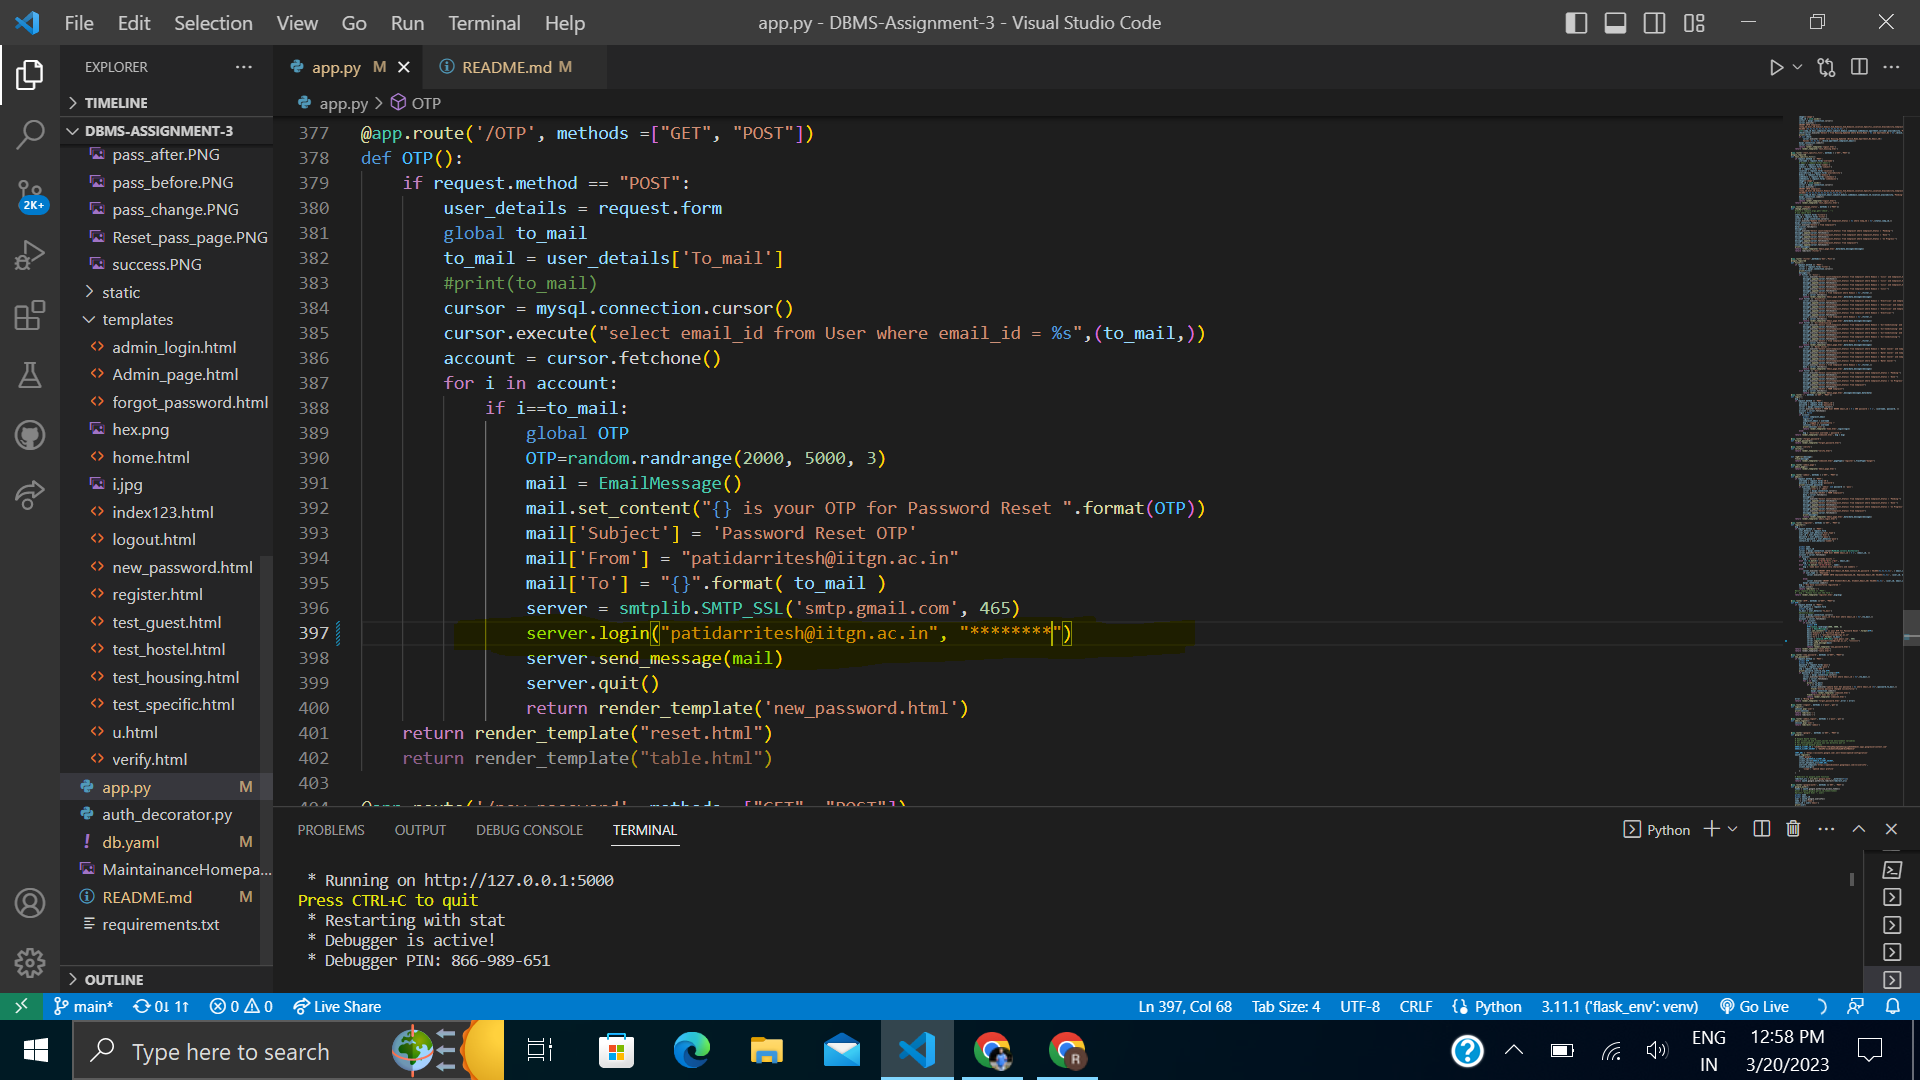 File Edit Selection View Go Run Terminal Help
app.py - DBMS-Assignment-3 - Visual Studio Code
EXPLORER
TIMELINE
DBMS-ASSIGNMENT-3
pass_after.PNG
pass_before.PNG
pass_change.PNG
Reset_pass_page.PNG
success.PNG
static
templates
admin_login.html
Admin_page.html
forgot_password.html
hex.png
home.html
i.jpg
index123.html
logout.html
new_password.html
register.html
test_guest.html
test_hostel.html
test_housing.html
test_specific.html
u.html
verify.html
app.py M
auth_decorator.py
db.yaml M
MaintainanceHomepa...
README.md M
requirements.txt
OUTLINE
2K+
app.py M
README.md M
app.py > OTP
377 @app.route('/OTP', methods =["GET", "POST"])
378 def OTP():
379 if request.method == "POST":
380 user_details = request.form
381 global to_mail
382 to_mail = user_details['To_mail']
383 #print(to_mail)
384 cursor = mysql.connection.cursor()
385 cursor.execute("select email_id from User where email_id = %s",(to_mail,))
386 account = cursor.fetchone()
387 for i in account:
388 if i==to_mail:
389 global OTP
390 OTP=random.randrange(2000, 5000, 3)
391 mail = EmailMessage()
392 mail.set_content("{} is your OTP for Password Reset ".format(OTP))
393 mail['Subject'] = 'Password Reset OTP'
394 mail['From'] = "patidarritesh@iitgn.ac.in"
395 mail['To'] = "{}".format( to_mail )
396 server = smtplib.SMTP_SSL('smtp.gmail.com', 465)
397 server.login("patidarritesh@iitgn.ac.in", "********")
398 server.send_message(mail)
399 server.quit()
400 return render_template('new_password.html')
401 return render_template("reset.html")
402 return render_template("table.html")
403
404 @app.route('/new_password', methods =["GET", "POST"])
PROBLEMS OUTPUT DEBUG CONSOLE TERMINAL
Python
* Running on http://127.0.0.1:5000
Press CTRL+C to quit
* Restarting with stat
* Debugger is active!
* Debugger PIN: 866-989-651
main* 0↓ 1↑ 0 0 Live Share
Ln 397, Col 68 Tab Size: 4 UTF-8 CRLF Python 3.11.1 ('flask_env': venv) Go Live
Type here to search
R
ENG
IN
12:58 PM
3/20/2023